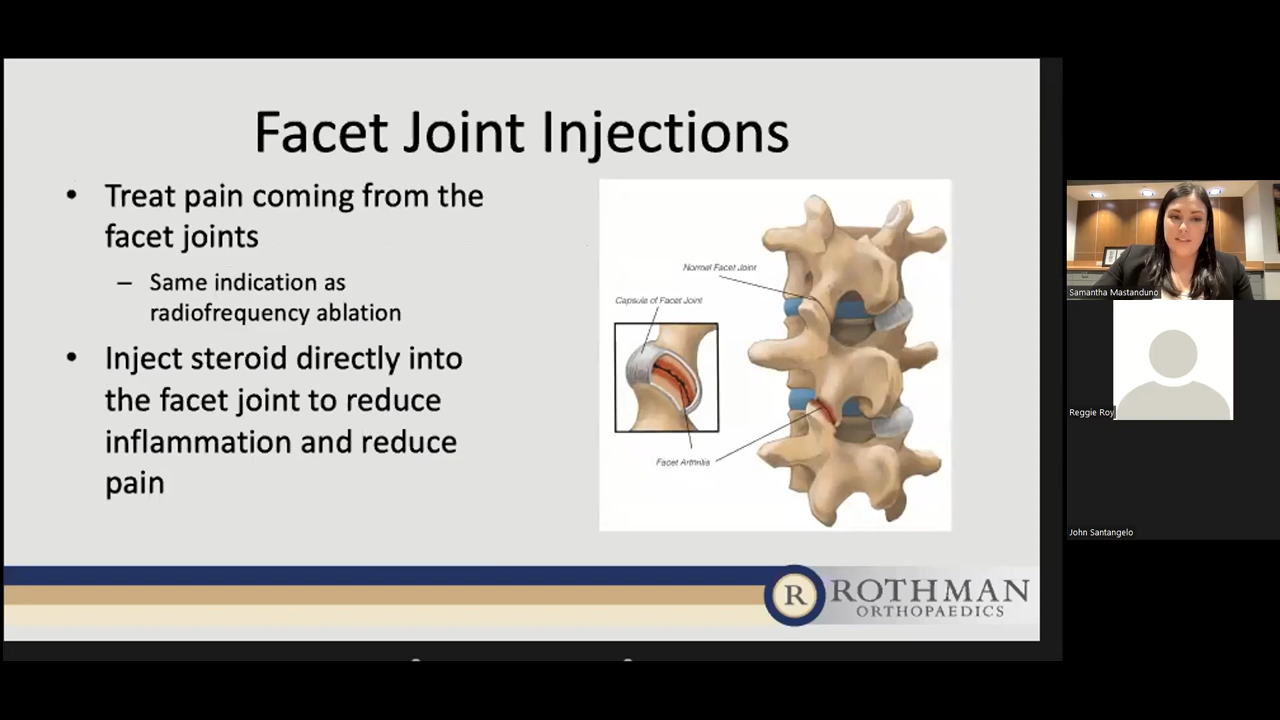 Facet Joint Injections
• Treat pain coming from the
facet joints
– Same indication as
radiofrequency ablation
• Inject steroid directly into
the facet joint to reduce
inflammation and reduce
pain
Normal Facet Joint
Capsule of Facet Joint
Facet Arthritis
R ROTHMAN
ORTHOPAEDICS
Samantha Mastanduno
Reggie Roy
John Santangelo